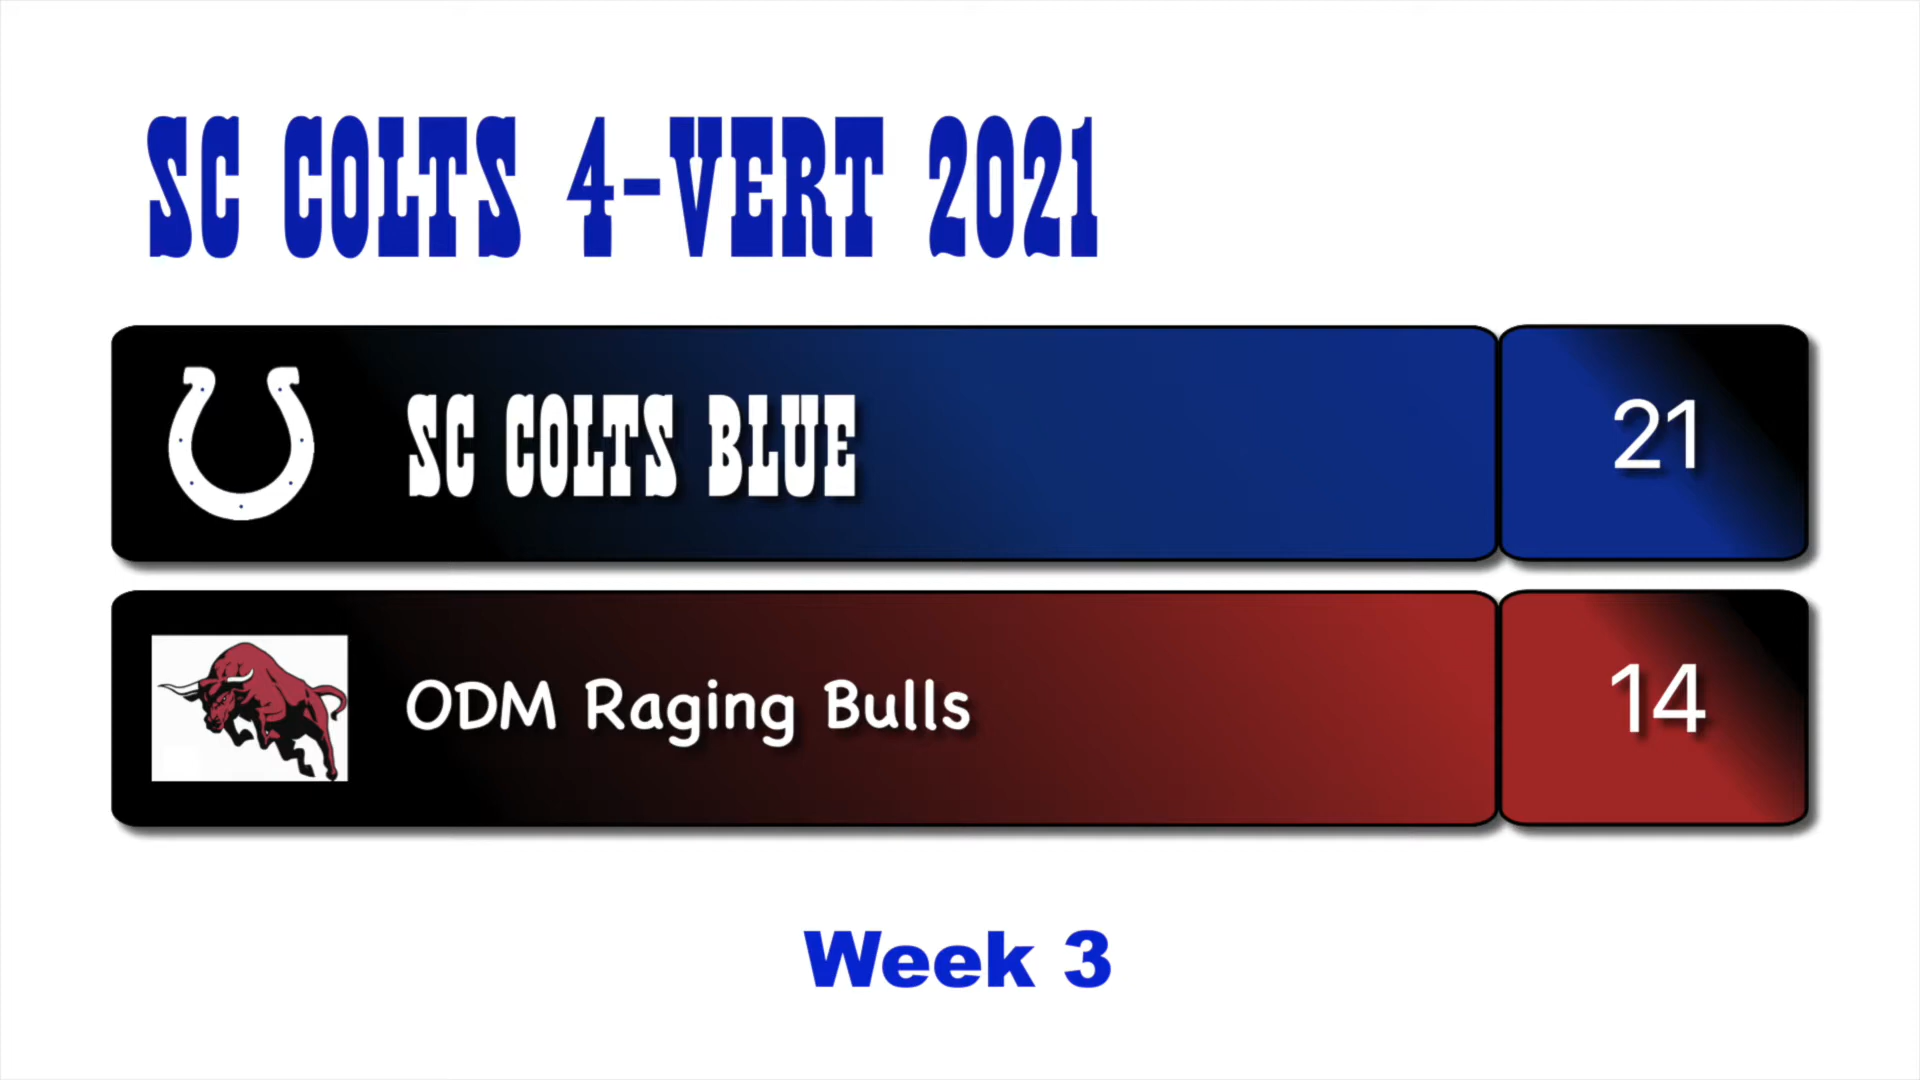 SC COLTS 4-VERT 2021
SC COLTS BLUE 21
ODM Raging Bulls 14
Week 3